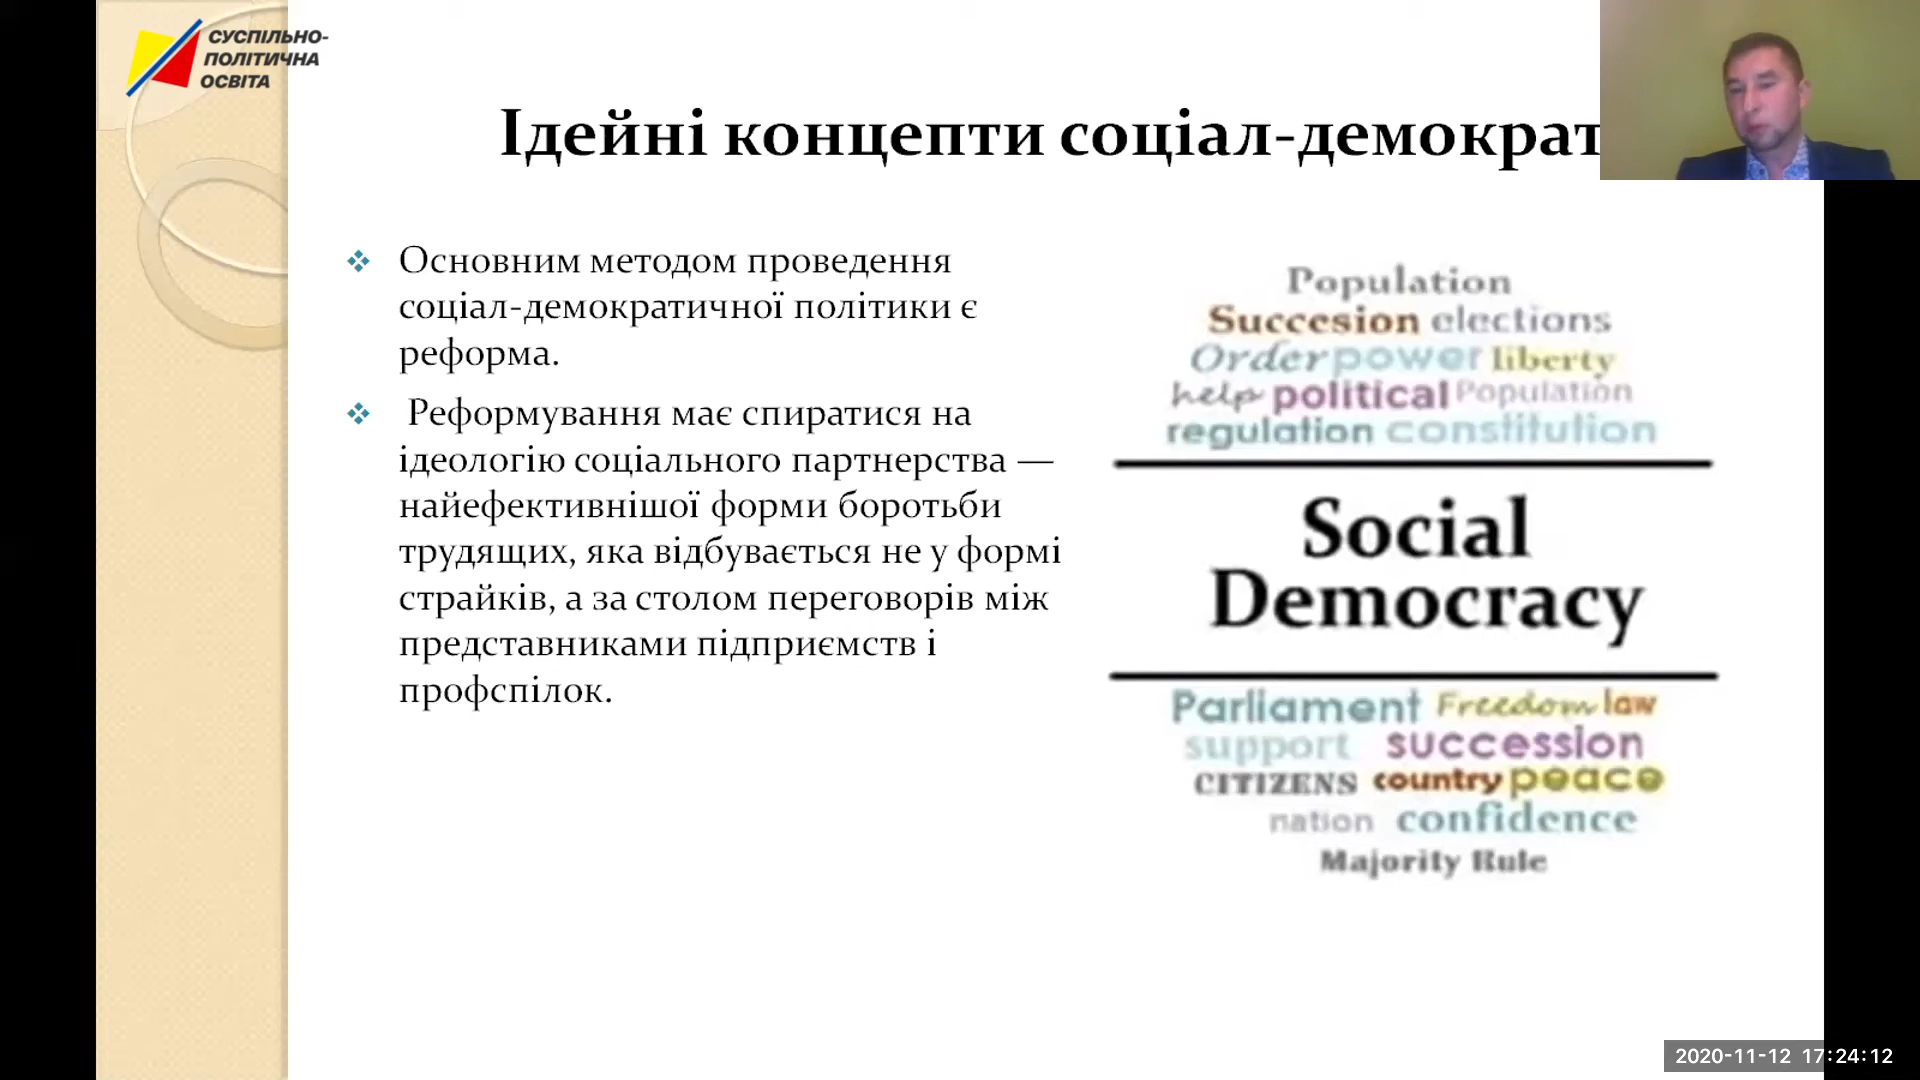 СУСПІЛЬНО-
ПОЛІТИЧНА
ОСВІТА
Ідейні концепти соціал-демократ
Основним методом проведення
соціал-демократичної політики є
реформа.
Реформування має спиратися на
ідеологію соціального партнерства —
найефективнішої форми боротьби
трудящих, яка відбувається не у формі
страйків, а за столом переговорів між
представниками підприємств і
профспілок.
Population
Succesion elections
Order power liberty
help political Population
regulation constitution
Social
Democracy
Parliament Freedom law
support succession
CITIZENS country peace
nation confidence
Majority Rule
2020-11-12 17:24:12